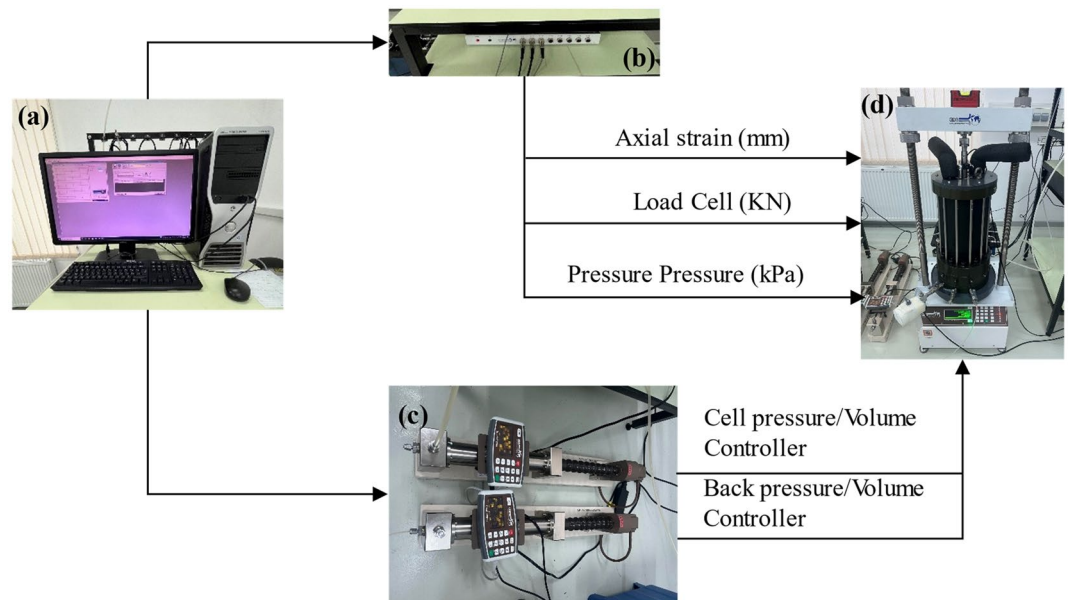 (a)
(b)
Axial strain (mm)
Load Cell (KN)
Pressure Pressure (kPa)
(d)
(c)
Cell pressure/Volume
Controller
Back pressure/Volume
Controller